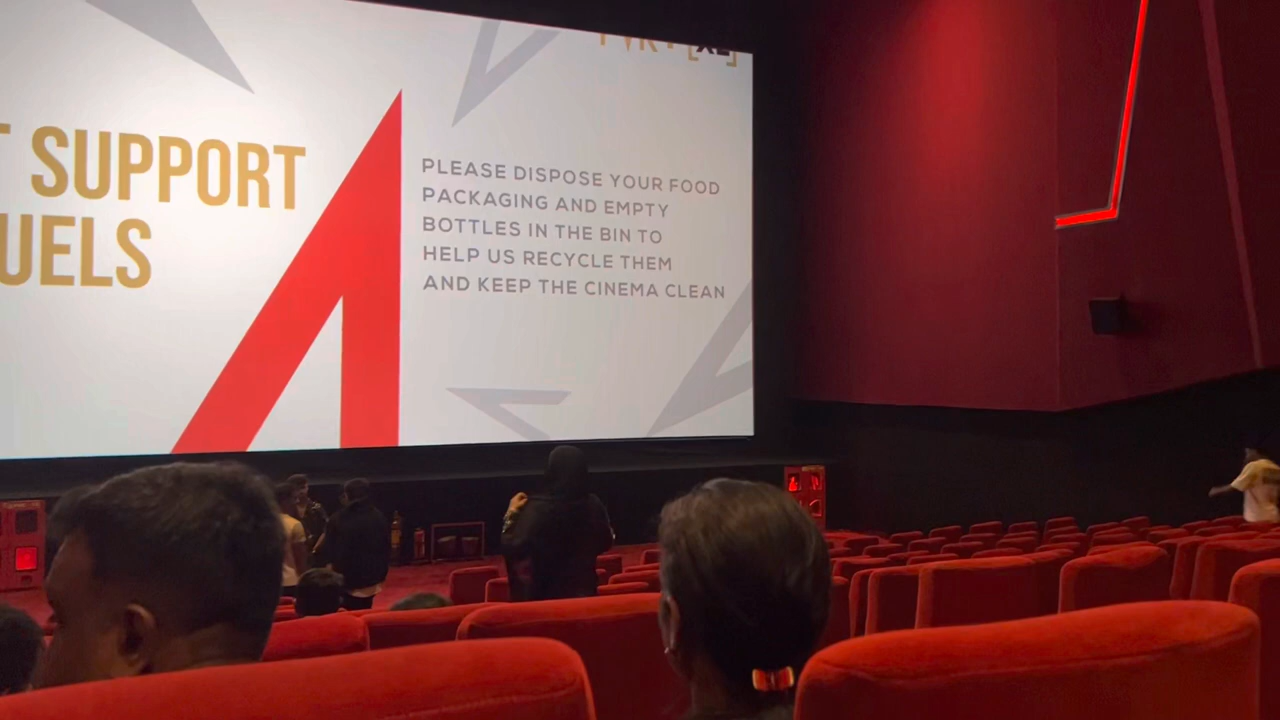 SUPPORT
UELS
PLEASE DISPOSE YOUR FOOD
PACKAGING AND EMPTY
BOTTLES IN THE BIN TO
HELP US RECYCLE THEM
AND KEEP THE CINEMA CLEAN